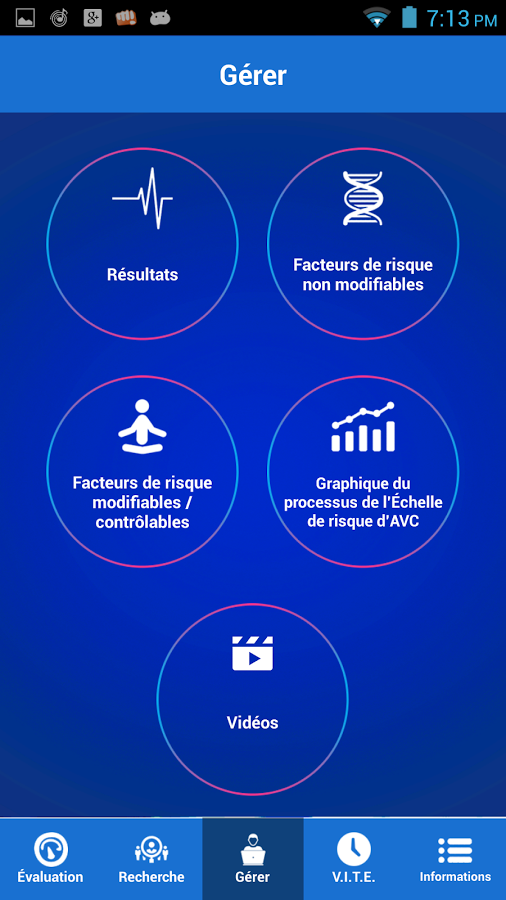 7:13 PM
Gérer
Résultats
Facteurs de risque
non modifiables
Facteurs de risque
modifiables /
contrôlables
Graphique du
processus de l'Échelle
de risque d'AVC
Vidéos
Évaluation
Recherche
Gérer
V.I.T.E.
Informations